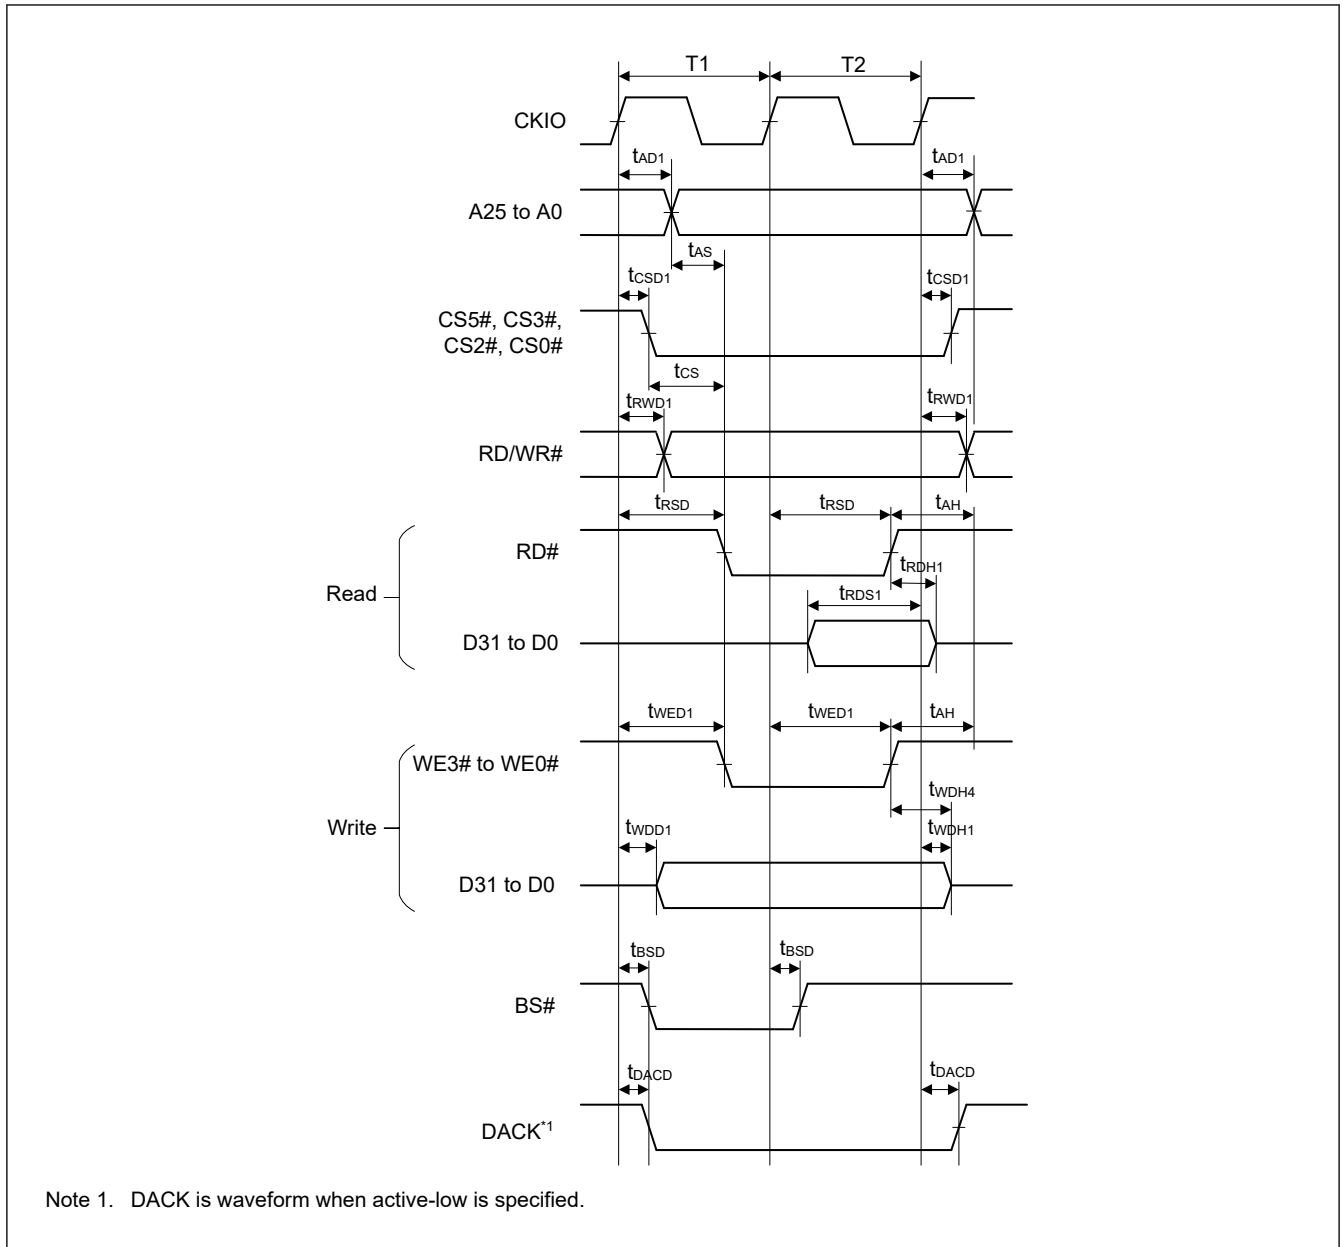 T1 T2
CKIO
tAD1 tAD1
A25 to A0
tAS
tCSD1 tCSD1
CS5#, CS3#,
CS2#, CS0#
tCS
tRWD1 tRWD1
RD/WR#
tRSD tRSD tAH
RD#
tRDH1
Read
tRDS1
D31 to D0
tWED1 tWED1 tAH
WE3# to WE0#
tWDH4
Write
tWDD1 tWDH1
D31 to D0
tBSD tBSD
BS#
tDACD tDACD
DACK*1
Note 1. DACK is waveform when active-low is specified.